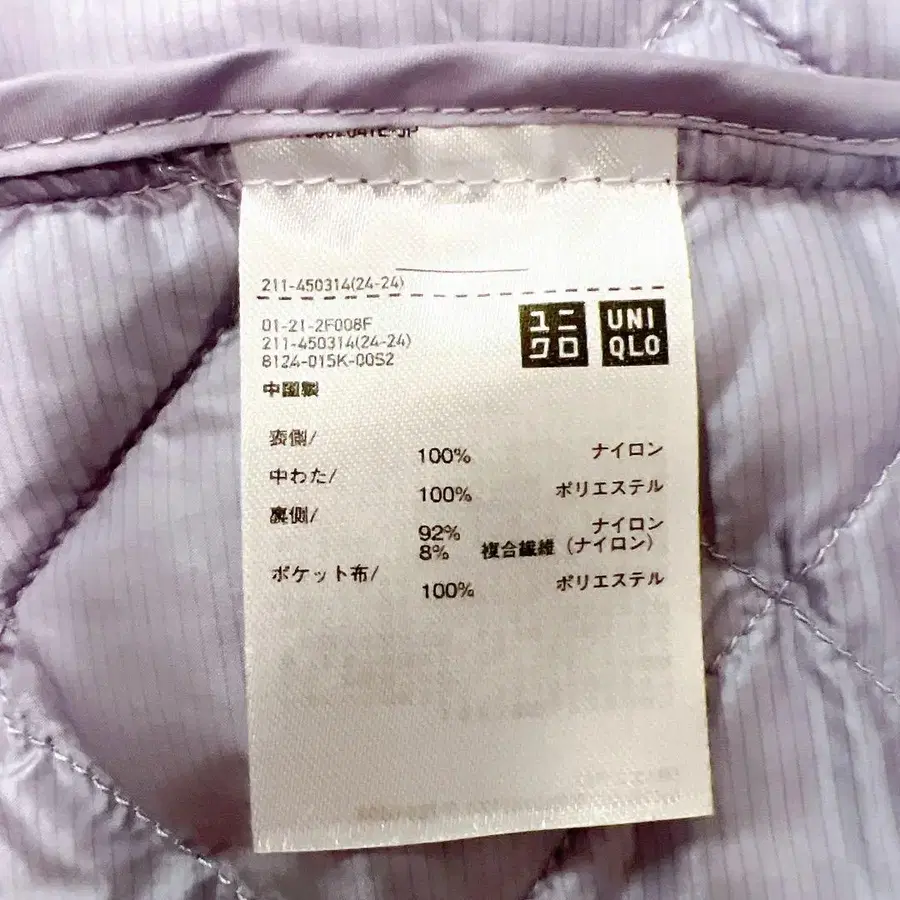 211-450314(24-24)
ユニ UNI
クロ QLO
01-21-2F008F
211-450314(24-24)
8124-015K-00S2
中国製
表側/
100% ナイロン
中わた/
100% ポリエステル
裏側/
92% ナイロン
8% 複合繊維（ナイロン）
ポケット布/
100% ポリエステル